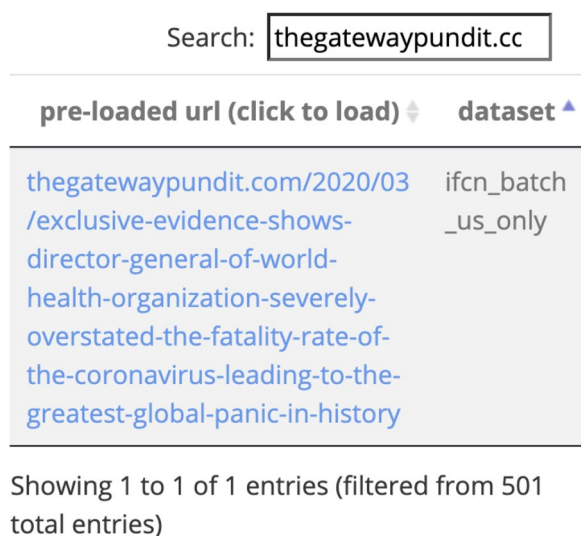 Search: thegatewaypundit.cc
pre-loaded url (click to load) dataset
thegatewaypundit.com/2020/03 ifcn_batch
/exclusive-evidence-shows- _us_only
director-general-of-world-
health-organization-severely-
overstated-the-fatality-rate-of-
the-coronavirus-leading-to-the-
greatest-global-panic-in-history
Showing 1 to 1 of 1 entries (filtered from 501
total entries)